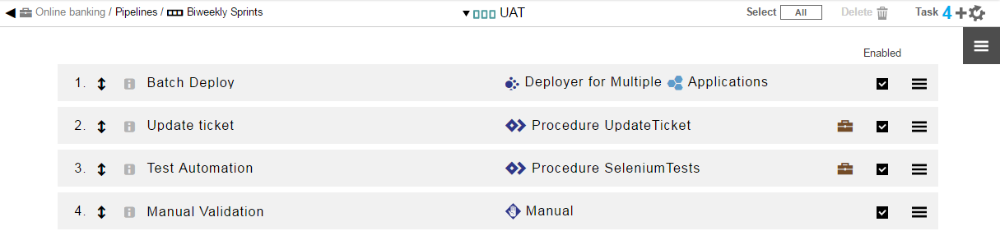 Online banking / Pipelines / Biweekly Sprints UAT Select All Delete Task 4
Enabled
1. Batch Deploy Deployer for Multiple Applications
2. Update ticket Procedure UpdateTicket
3. Test Automation Procedure SeleniumTests
4. Manual Validation Manual